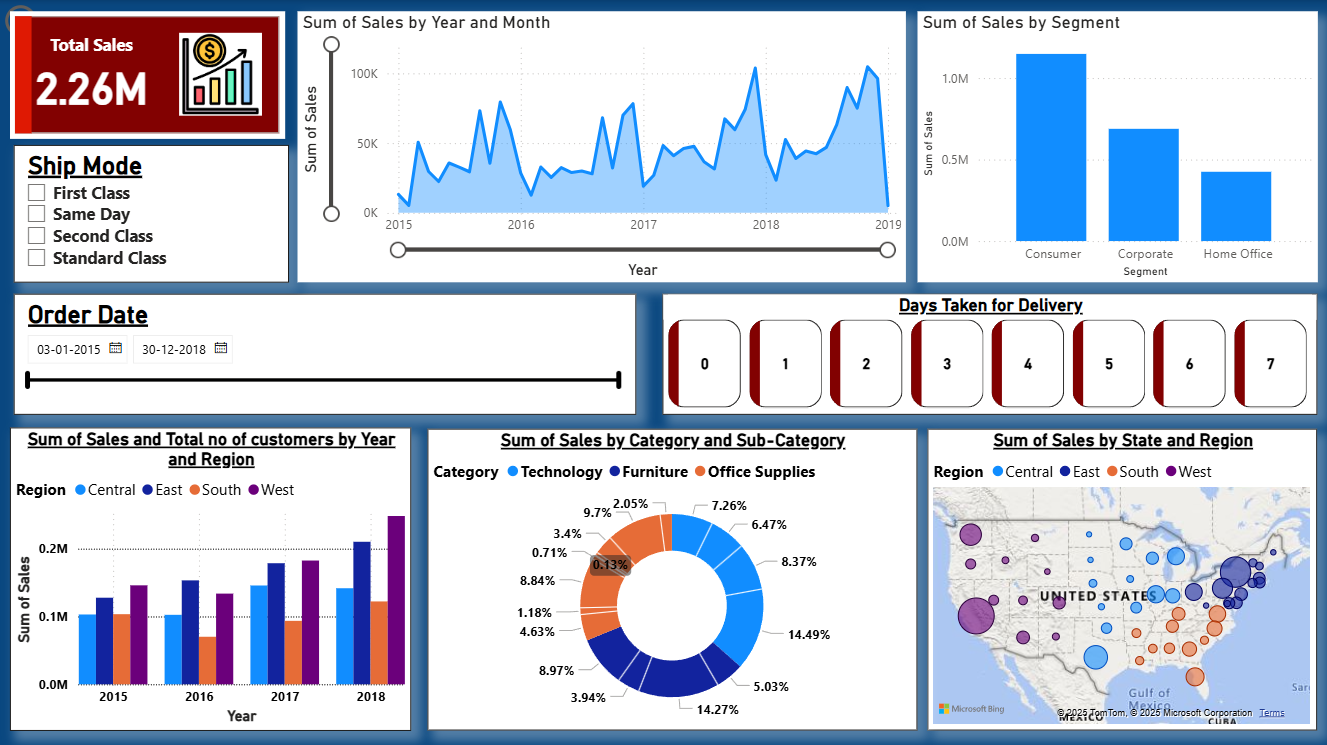 Total Sales
2.26M
$
Sum of Sales by Year and Month
Sum of Sales
100K
50K
0K
2015 2016 2017 2018 2019
Year
Sum of Sales by Segment
Sum of Sales
1.0M
0.5M
0.0M
Consumer Corporate Home Office
Segment
Ship Mode
First Class
Same Day
Second Class
Standard Class
Order Date
03-01-2015 30-12-2018
Days Taken for Delivery
0 1 2 3 4 5 6 7
Sum of Sales and Total no of customers by Year
and Region
Region Central East South West
Sum of Sales
0.2M
0.1M
0.0M
2015 2016 2017 2018
Year
Sum of Sales by Category and Sub-Category
Category Technology Furniture Office Supplies
2.05% 7.26%
9.7% 6.47%
3.4%
0.71% 8.37%
0.13%
8.84%
1.18%
4.63% 14.49%
8.97% 5.03%
3.94% 14.27%
Sum of Sales by State and Region
Region Central East South West
UNITED STATES
Gulf of
Mexico
Sar
Microsoft Bing
© 2025 TomTom, © 2025 Microsoft Corporation Terms
MEXICO
CUBA